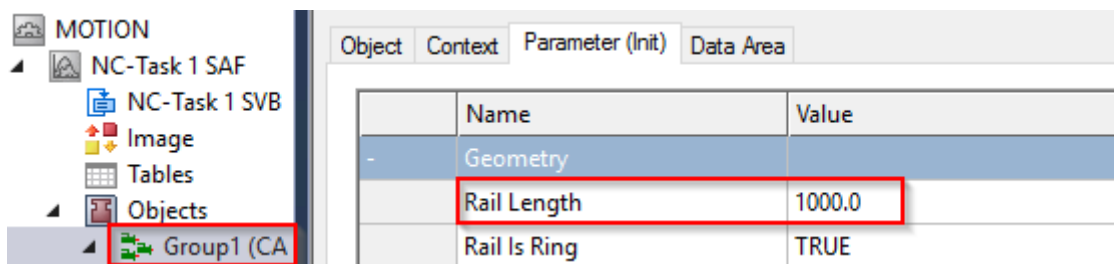 MOTION
NC-Task 1 SAF
NC-Task 1 SVB
Image
Tables
Objects
Group1 (CA
Object Context Parameter (Init) Data Area
Name Value
- Geometry
Rail Length 1000.0
Rail Is Ring TRUE